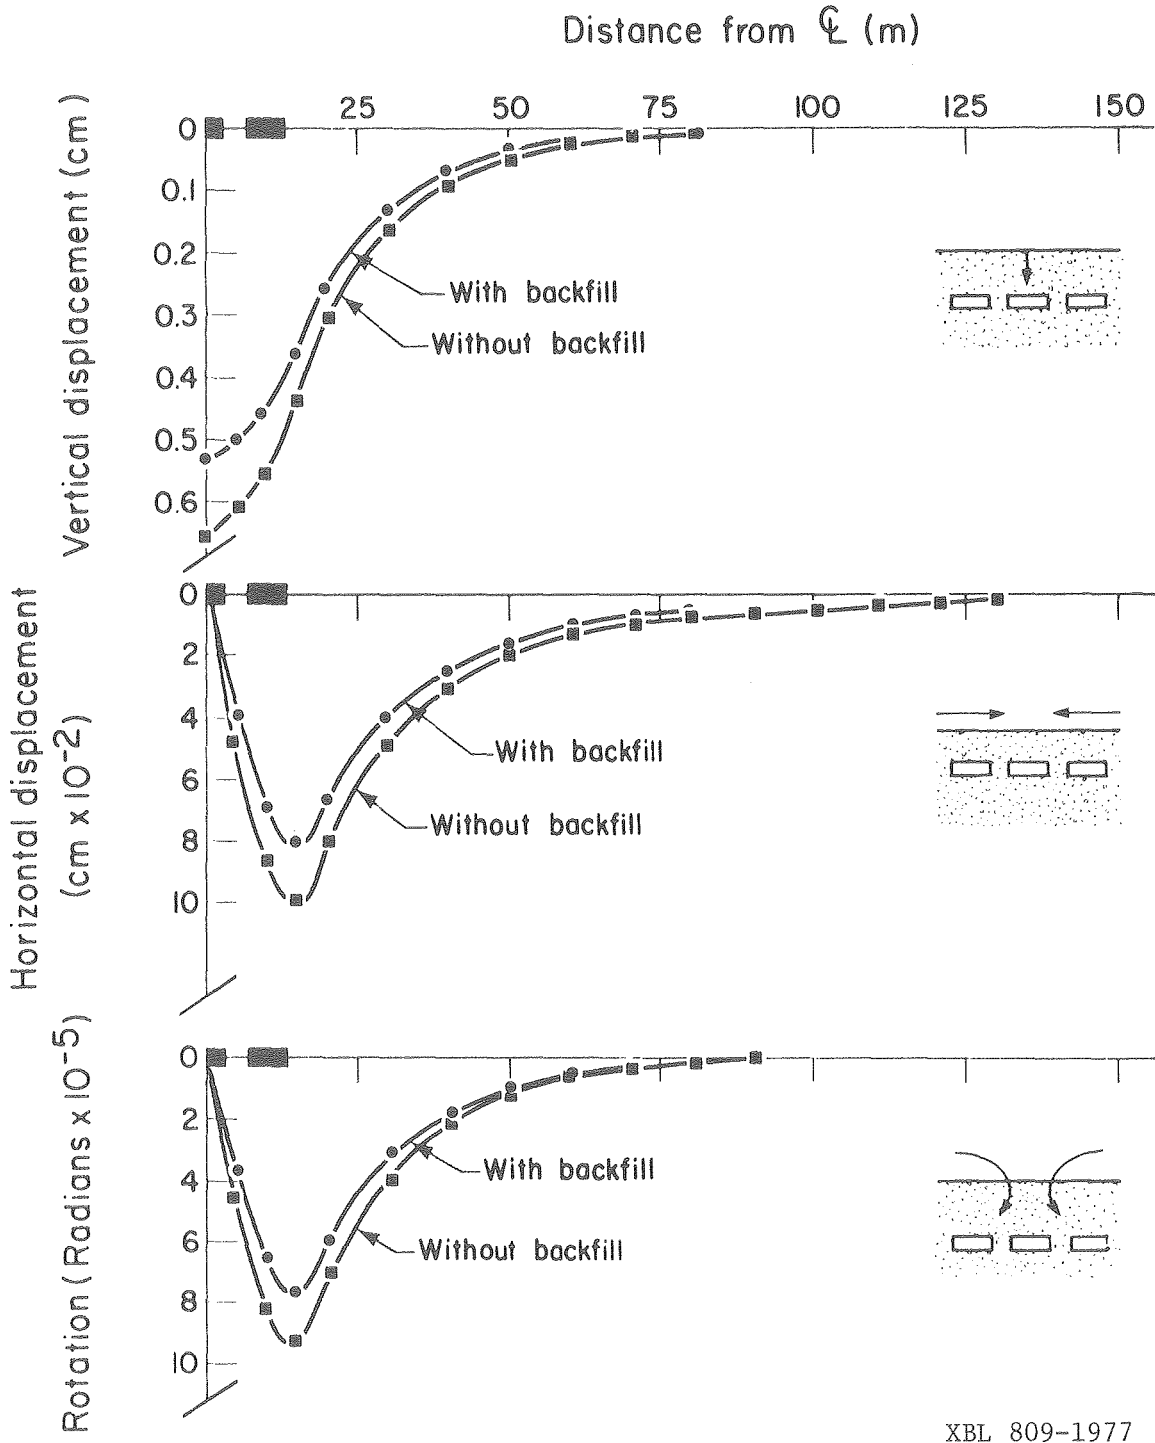 Distance from ℄ (m)
25 50 75 100 125 150
Vertical displacement (cm)
0
0.1
0.2
0.3
0.4
0.5
0.6
With backfill
Without backfill
Horizontal displacement
(cm x 10⁻²)
0
2
4
6
8
10
With backfill
Without backfill
Rotation (Radians x 10⁻⁵)
0
2
4
6
8
10
With backfill
Without backfill
XBL 809-1977